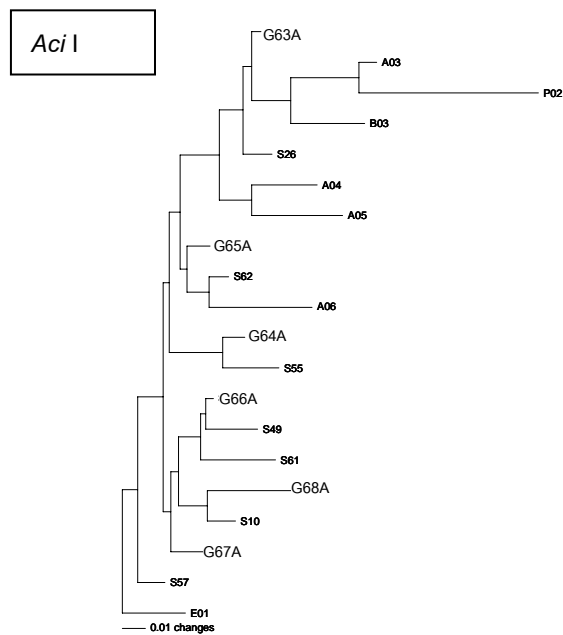 Aci I
G63A
A03
P02
B03
S26
A04
A05
G65A
S62
A06
G64A
S55
G66A
S49
S61
G68A
S10
G67A
S57
E01
0.01 changes